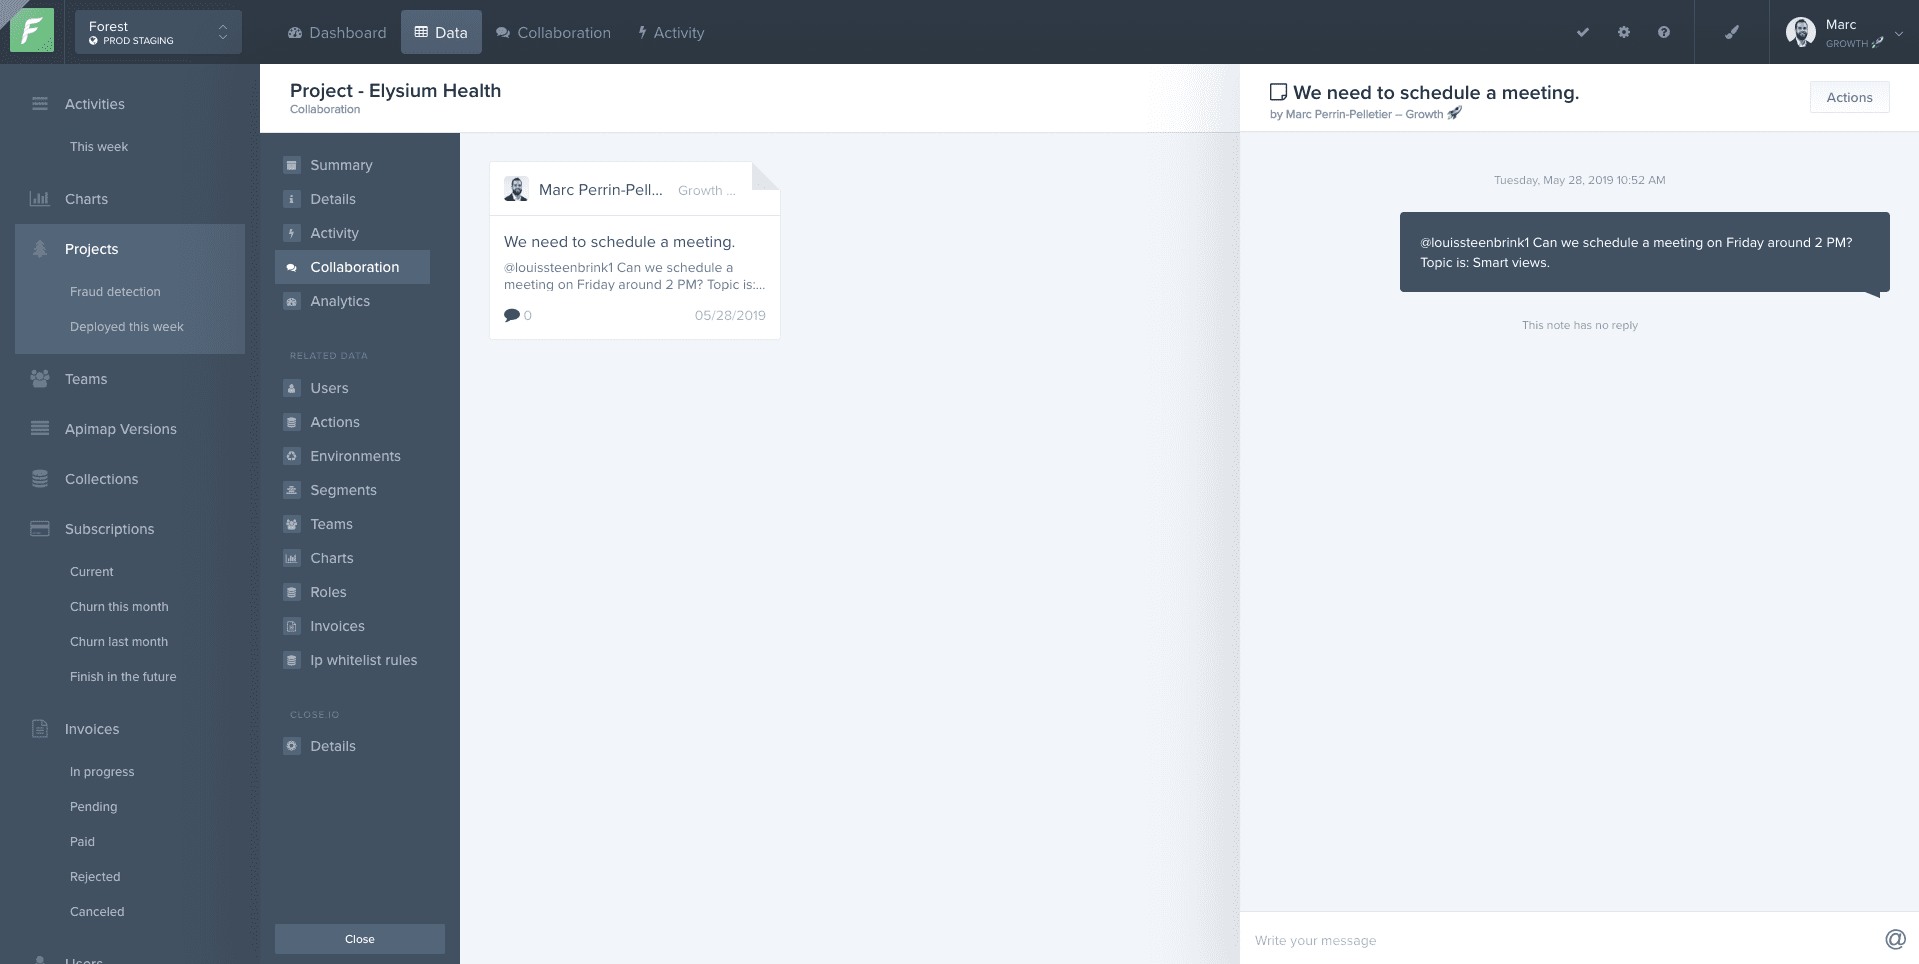 Forest
PROD STAGING
Dashboard
Data
Collaboration
Activity
Marc
GROWTH
Activities
This week
Charts
Projects
Fraud detection
Deployed this week
Teams
Apimap Versions
Collections
Subscriptions
Current
Churn this month
Churn last month
Finish in the future
Invoices
In progress
Pending
Paid
Rejected
Canceled
Users
Project - Elysium Health
Collaboration
Summary
Details
Activity
Collaboration
Analytics
RELATED DATA
Users
Actions
Environments
Segments
Teams
Charts
Roles
Invoices
Ip whitelist rules
CLOSE.IO
Details
Close
Marc Perrin-Pell... Growth ...
We need to schedule a meeting.
@louissteenbrink1 Can we schedule a
meeting on Friday around 2 PM? Topic is:...
0
05/28/2019
We need to schedule a meeting.
by Marc Perrin-Pelletier – Growth 🚀
Actions
Tuesday, May 28, 2019 10:52 AM
@louissteenbrink1 Can we schedule a meeting on Friday around 2 PM?
Topic is: Smart views.
This note has no reply
Write your message
@